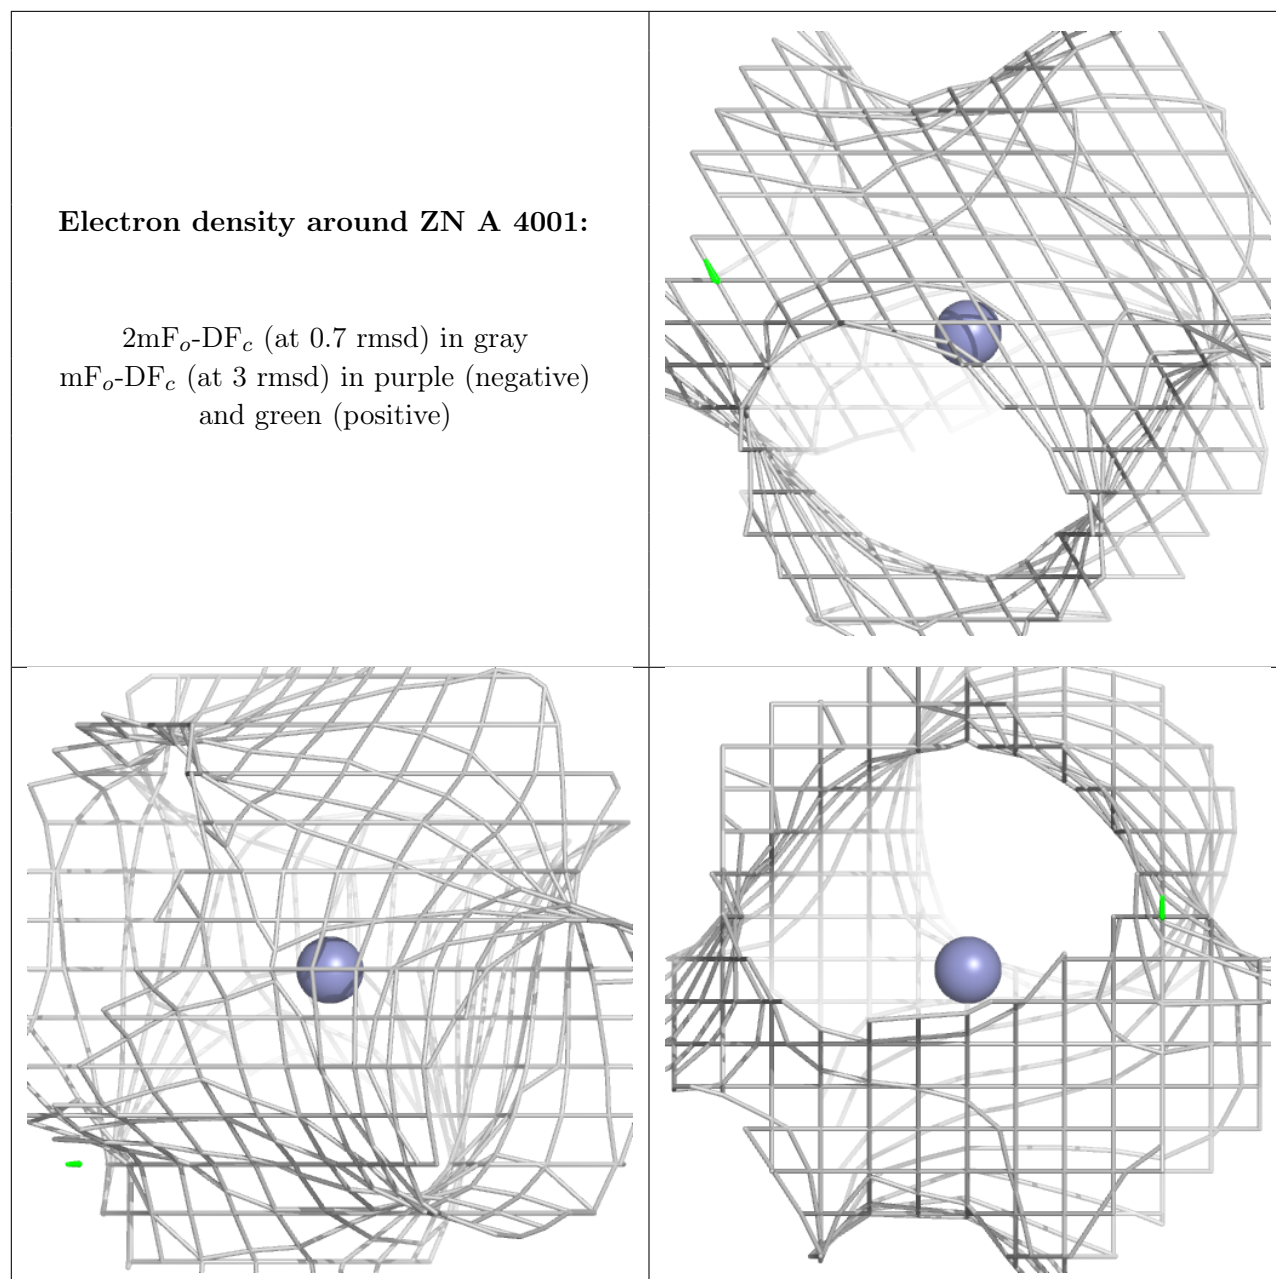 Electron density around ZN A 4001:
2mFo-DFc (at 0.7 rmsd) in gray
mFo-DFc (at 3 rmsd) in purple (negative)
and green (positive)